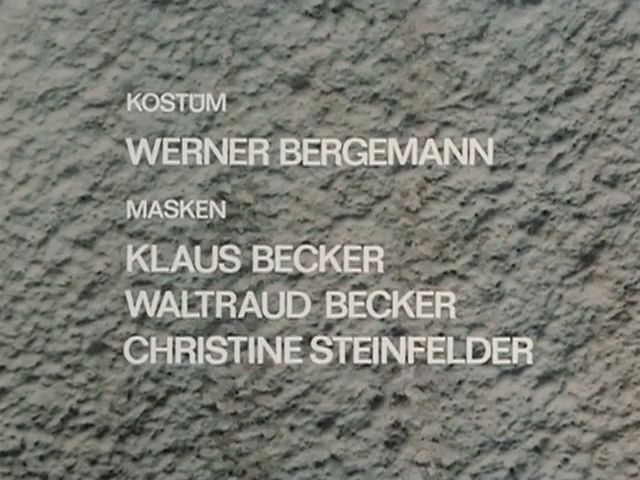 KOSTÜM
WERNER BERGEMANN
MASKEN
KLAUS BECKER
WALTRAUD BECKER
CHRISTINE STEINFELDER